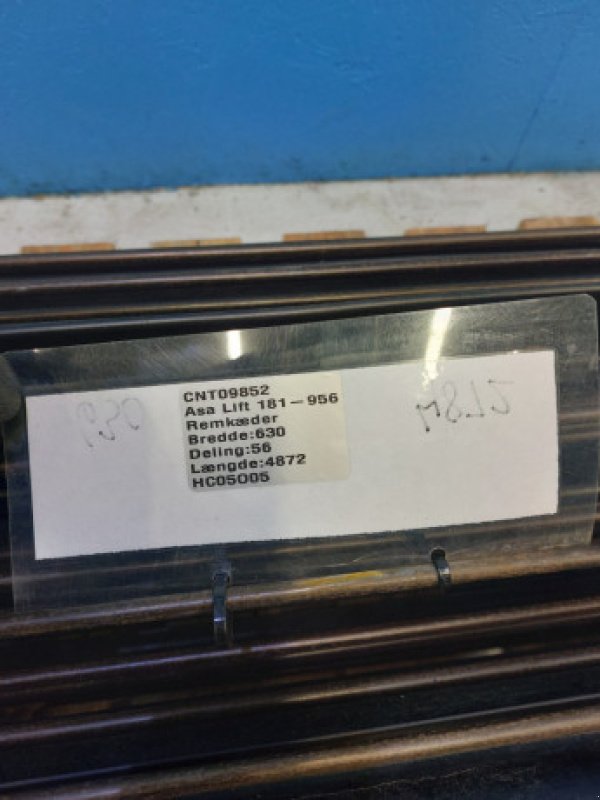 CNT09852
Asa Lift 181-956
Remkæder
Bredde:630
Deling:56
Længde:4872
HC05005